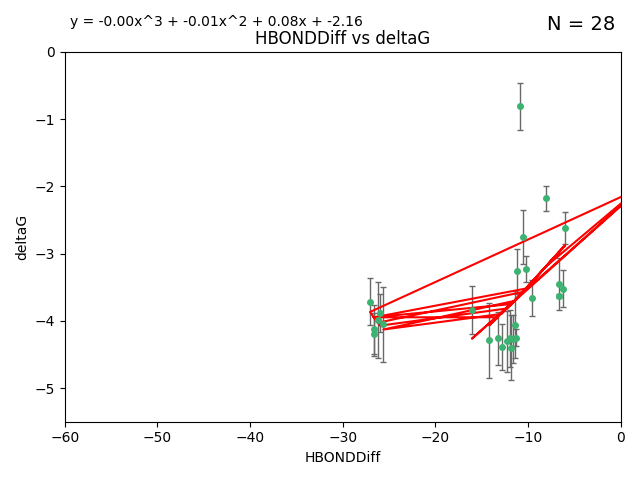 y = -0.00x^3 + -0.01x^2 + 0.08x + -2.16
N = 28
HBONDDiff vs deltaG
0
−1
−2
−3
−4
−5
deltaG
−60 −50 −40 −30 −20 −10 0
HBONDDiff